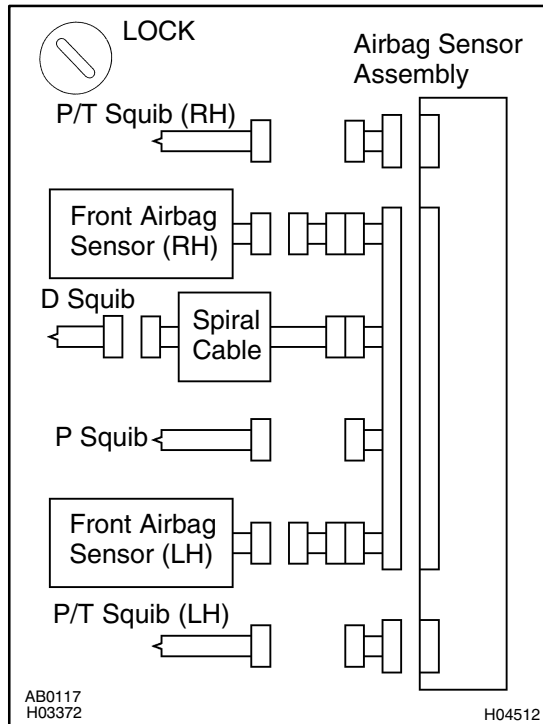 LOCK
Airbag Sensor
Assembly
P/T Squib (RH)
Front Airbag
Sensor (RH)
D Squib
Spiral
Cable
P Squib
Front Airbag
Sensor (LH)
P/T Squib (LH)
AB0117
H03372
H04512